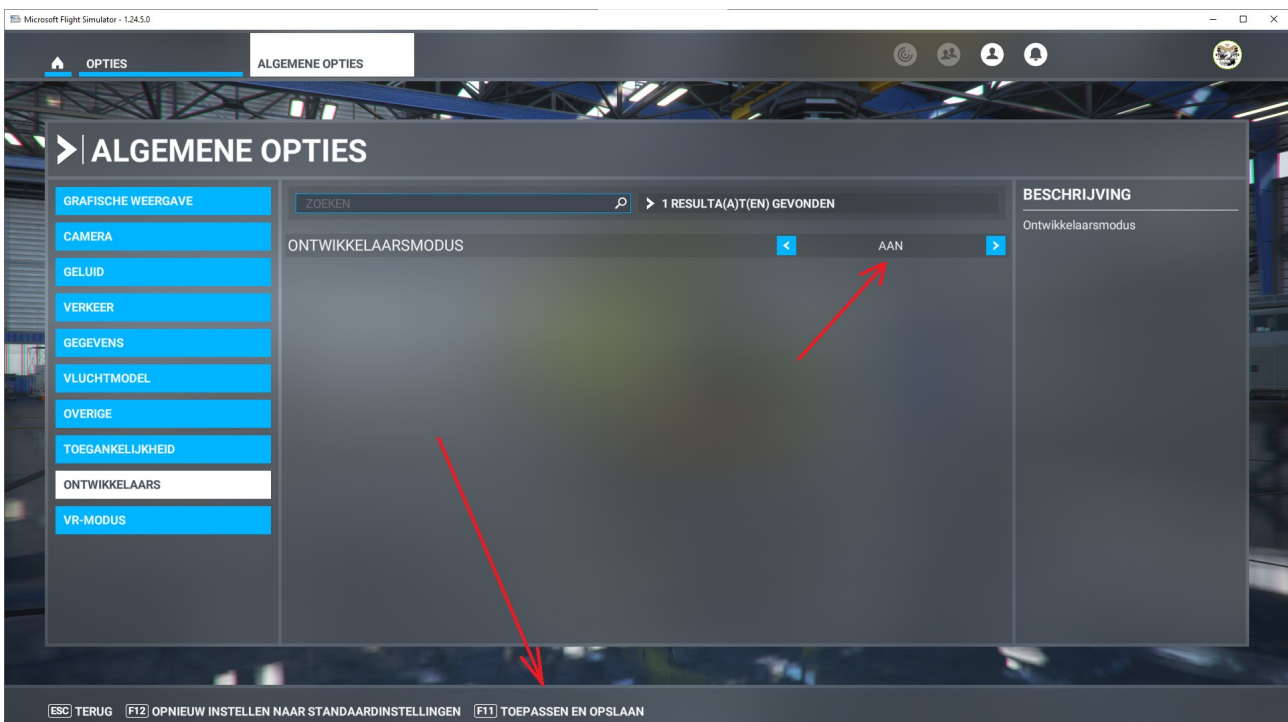 Microsoft Flight Simulator - 1.24.5.0
OPTIES
ALGEMENE OPTIES
ALGEMENE OPTIES
GRAFISCHE WEERGAVE
CAMERA
GELUID
VERKEER
GEGEVENS
VLUCHTMODEL
OVERIGE
TOEGANKELIJKHEID
ONTWIKKELAARS
VR-MODUS
ZOEKEN
1 RESULTA(A)T(EN) GEVONDEN
ONTWIKKELAARSMODUS
AAN
BESCHRIJVING
Ontwikkelaarsmodus
ESC TERUG F12 OPNIEUW INSTELLEN NAAR STANDAARDINSTELLINGEN F11 TOEPASSEN EN OPSLAAN